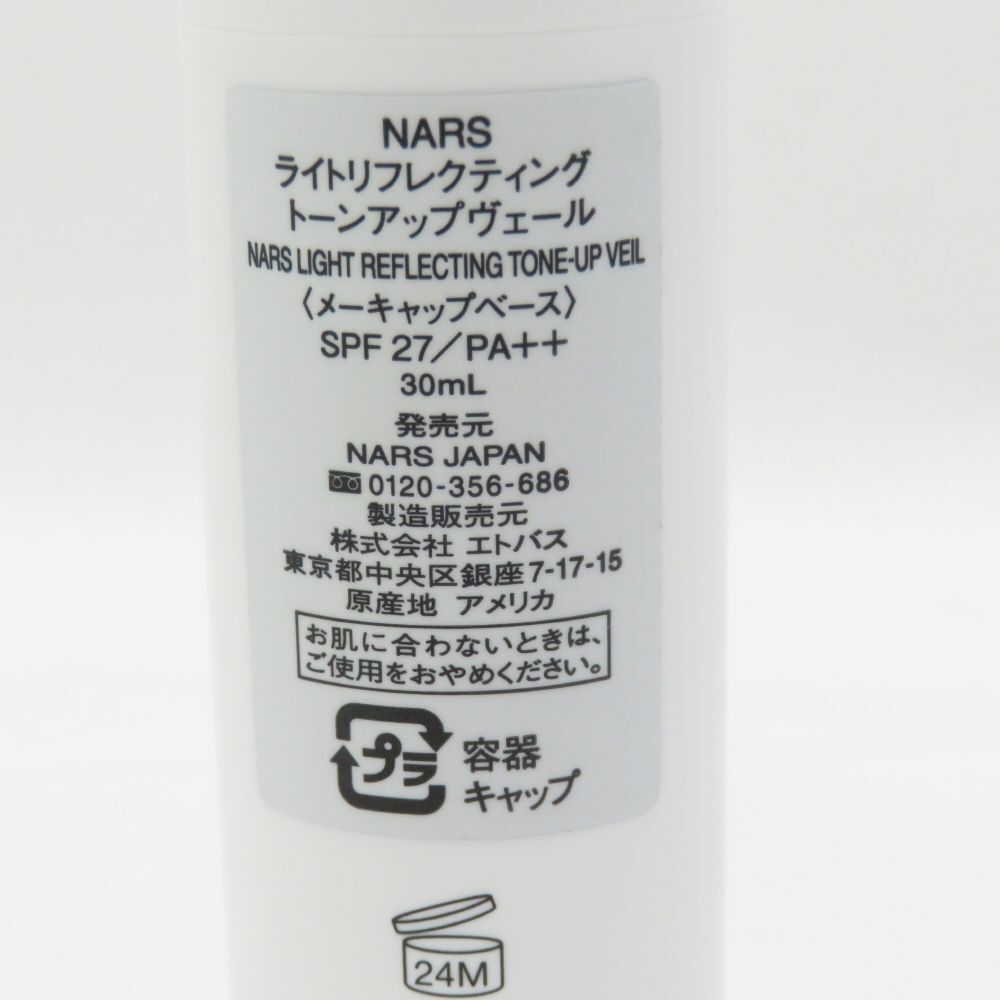 NARS
ライトリフレクティング
トーンアップヴェール
NARS LIGHT REFLECTING TONE-UP VEIL
〈メーキャップベース〉
SPF 27／PA++
30mL
発売元
NARS JAPAN
0120-356-686
製造販売元
株式会社 エトバス
東京都中央区銀座7-17-15
原産地 アメリカ
お肌に合わないときは、
ご使用をおやめください。
プラ
容器
キャップ
24M